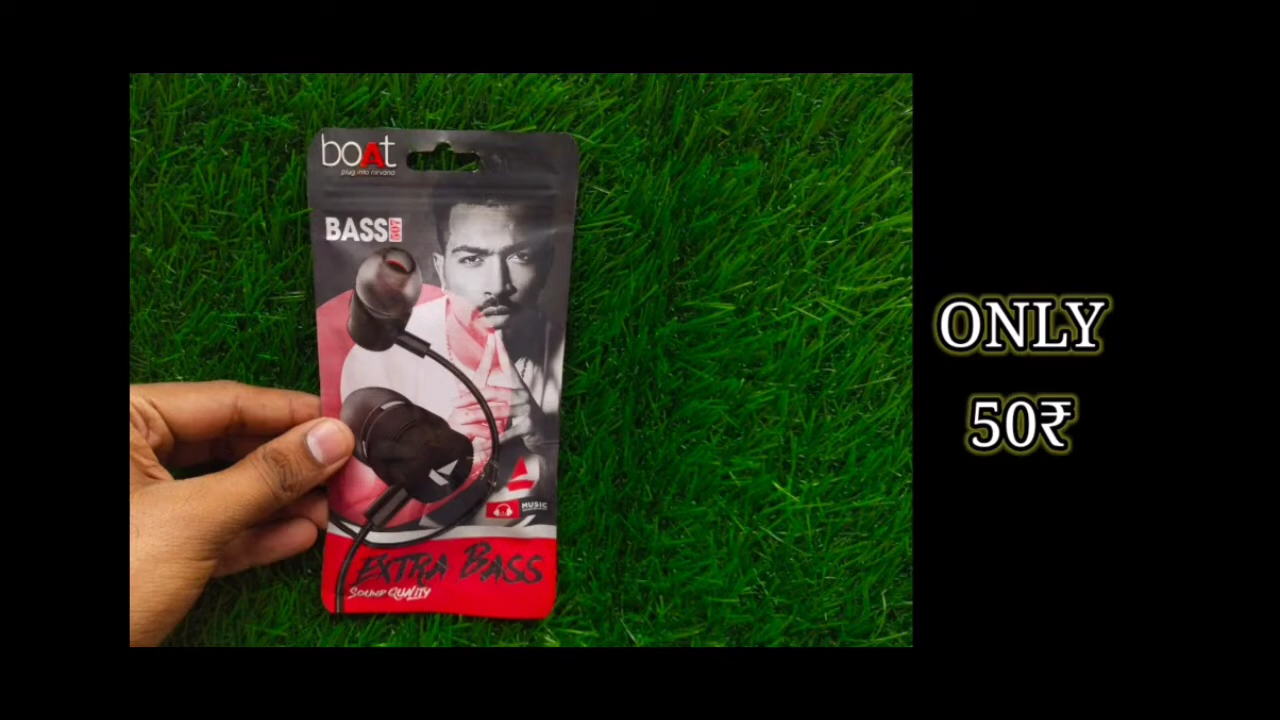 boAt
plug into nirvana
BASS
MUSIC
EXTRA BASS
SOUND QUALITY
ONLY
50₹